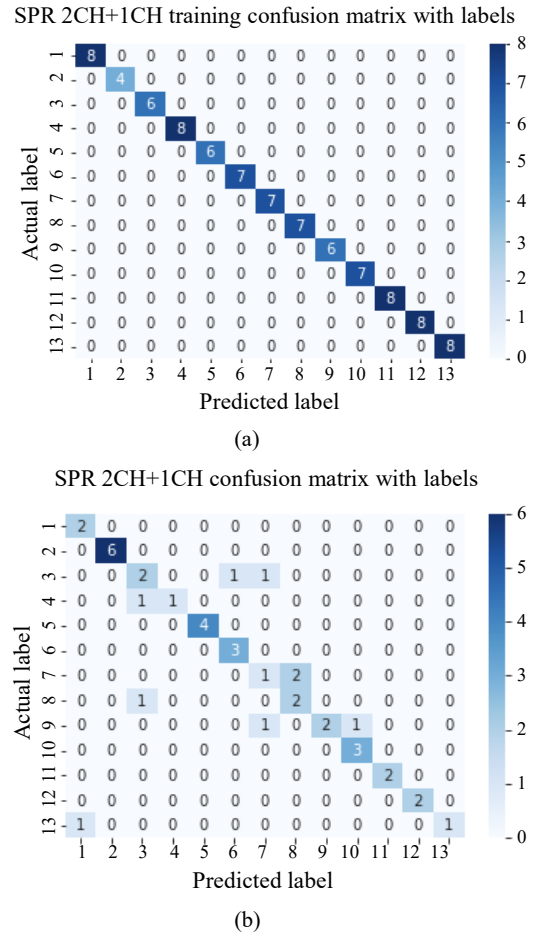 SPR 2CH+1CH training confusion matrix with labels
Actual label
1 8 0 0 0 0 0 0 0 0 0 0 0 0
2 0 4 0 0 0 0 0 0 0 0 0 0 0
3 0 0 6 0 0 0 0 0 0 0 0 0 0
4 0 0 0 8 0 0 0 0 0 0 0 0 0
5 0 0 0 0 6 0 0 0 0 0 0 0 0
6 0 0 0 0 0 7 0 0 0 0 0 0 0
7 0 0 0 0 0 0 7 0 0 0 0 0 0
8 0 0 0 0 0 0 0 7 0 0 0 0 0
9 0 0 0 0 0 0 0 0 6 0 0 0 0
10 0 0 0 0 0 0 0 0 0 7 0 0 0
11 0 0 0 0 0 0 0 0 0 0 8 0 0
12 0 0 0 0 0 0 0 0 0 0 0 8 0
13 0 0 0 0 0 0 0 0 0 0 0 0 8
1 2 3 4 5 6 7 8 9 10 11 12 13
Predicted label
8
7
6
5
4
3
2
1
0
(a)
SPR 2CH+1CH confusion matrix with labels
Actual label
1 2 0 0 0 0 0 0 0 0 0 0 0 0
2 0 6 0 0 0 0 0 0 0 0 0 0 0
3 0 0 2 0 0 1 1 0 0 0 0 0 0
4 0 0 1 1 0 0 0 0 0 0 0 0 0
5 0 0 0 0 4 0 0 0 0 0 0 0 0
6 0 0 0 0 0 3 0 0 0 0 0 0 0
7 0 0 0 0 0 0 1 2 0 0 0 0 0
8 0 0 1 0 0 0 0 2 0 0 0 0 0
9 0 0 0 0 0 0 1 0 2 1 0 0 0
10 0 0 0 0 0 0 0 0 0 3 0 0 0
11 0 0 0 0 0 0 0 0 0 0 2 0 0
12 0 0 0 0 0 0 0 0 0 0 0 2 0
13 1 0 0 0 0 0 0 0 0 0 0 0 1
1 2 3 4 5 6 7 8 9 10 11 12 13
Predicted label
6
5
4
3
2
1
0
(b)